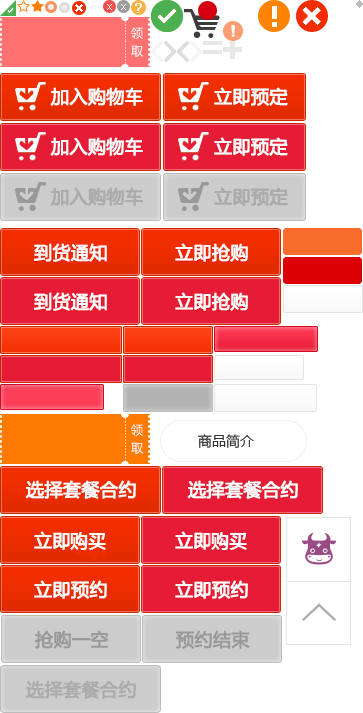 领取
加入购物车 立即预定
加入购物车 立即预定
加入购物车 立即预定
到货通知 立即抢购
到货通知 立即抢购
领取
商品简介
选择套餐合约 选择套餐合约
立即购买 立即购买
立即预约 立即预约
抢购一空 预约结束
选择套餐合约